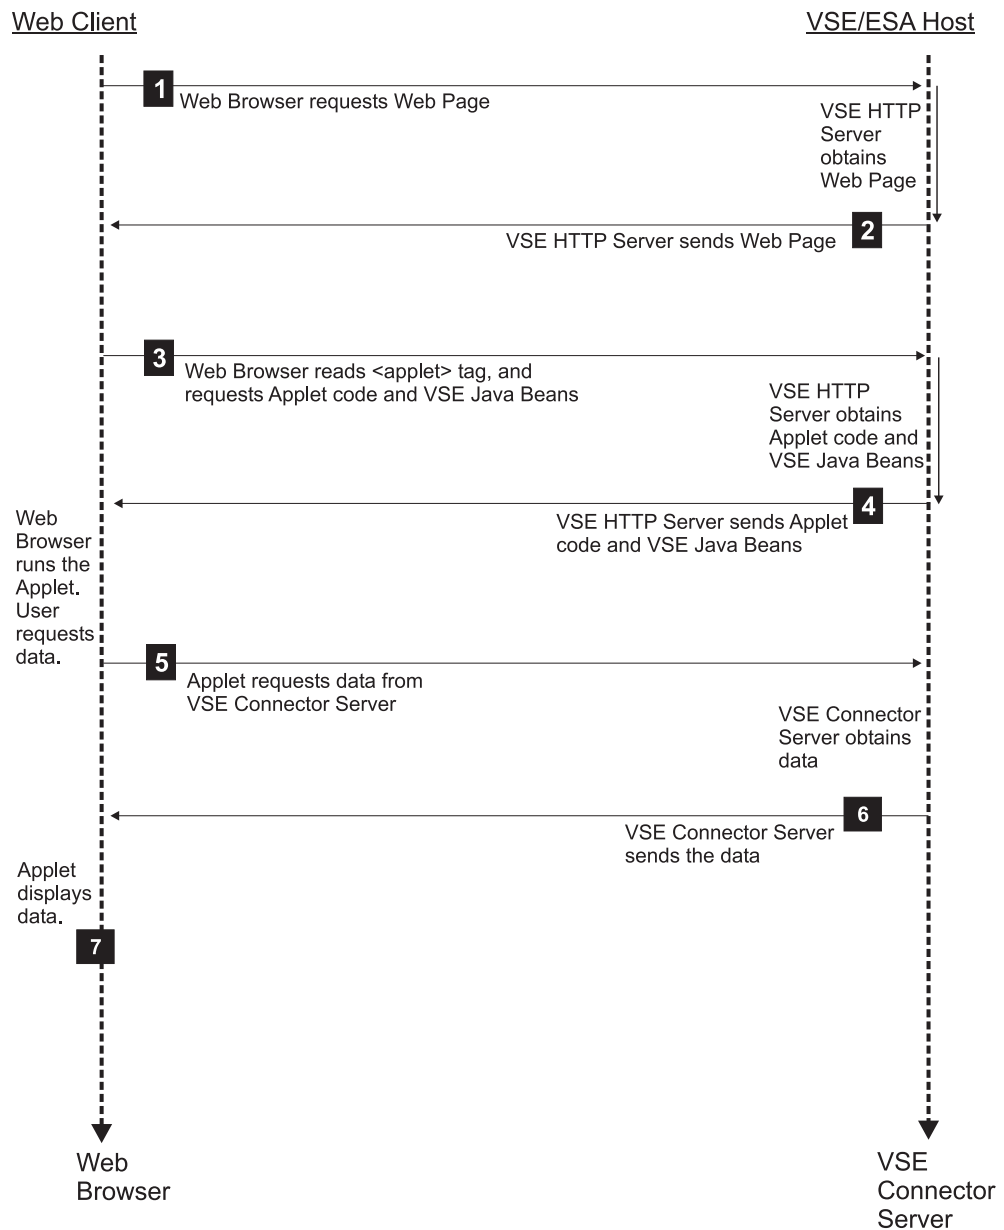 Web Client
VSE/ESA Host
1
Web Browser requests Web Page
VSE HTTP
Server
obtains
Web Page
2
VSE HTTP Server sends Web Page
3
Web Browser reads <applet> tag, and
requests Applet code and VSE Java Beans
VSE HTTP
Server obtains
Applet code and
VSE Java Beans
4
VSE HTTP Server sends Applet
code and VSE Java Beans
Web
Browser
runs the
Applet.
User
requests
data.
5
Applet requests data from
VSE Connector Server
VSE Connector
Server obtains
data
6
VSE Connector Server
sends the data
Applet
displays
data.
7
Web
Browser
VSE
Connector
Server